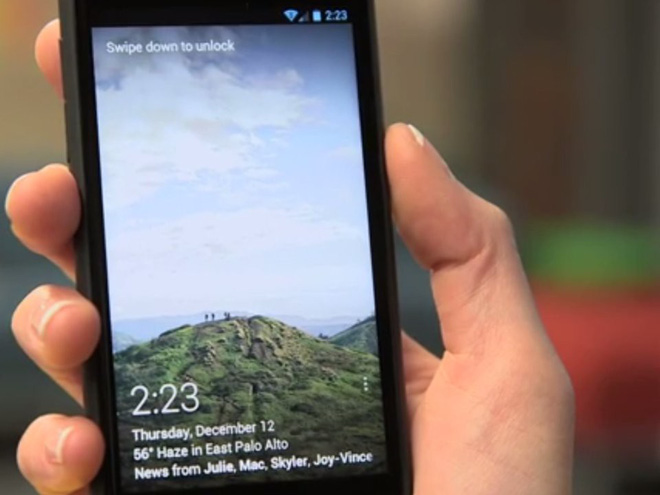 2:23
Swipe down to unlock
2:23
Thursday, December 12
56° Haze in East Palo Alto
News from Julie, Mac, Skyler, Joy-Vince